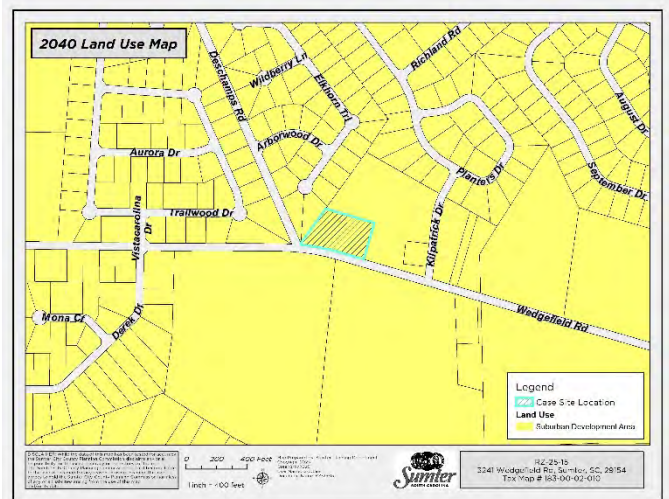 2040 Land Use Map
Deschamps Rd
Wildberry Ln
Elkhorn Trl
Richland Rd
August Dr
Arborwood Dr
Aurora Dr
Planters Dr
September Dr
Trailwood Dr
Vistacarolina
Dr
Kilpatrick Dr
Wedgefield Rd
Mona Ct
Derek Dr
Legend
Case Site Location
Land Use
Suburban Development Area
0 200 400 Feet
1 inch = 400 feet
Sumter
SOUTH CAROLINA
RZ-25-15
3241 Wedgefield Rd, Sumter, SC, 29154
Tax Map # 183-00-02-010